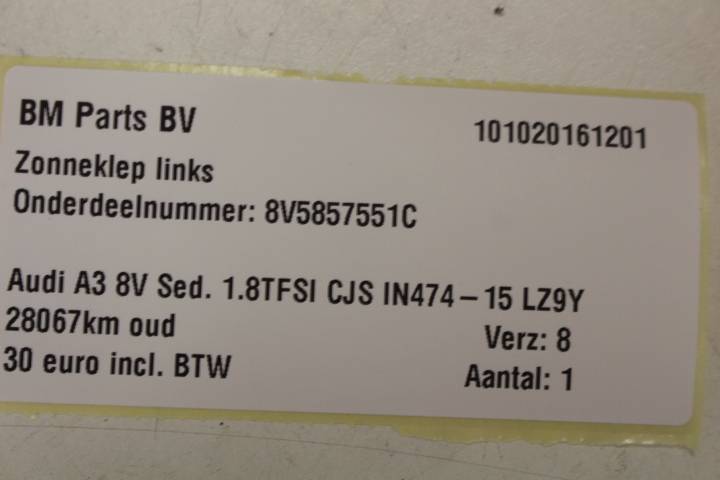 BM Parts BV 101020161201
Zonneklep links
Onderdeelnummer: 8V5857551C
Audi A3 8V Sed. 1.8TFSI CJS IN474-15 LZ9Y
28067km oud Verz: 8
30 euro incl. BTW Aantal: 1